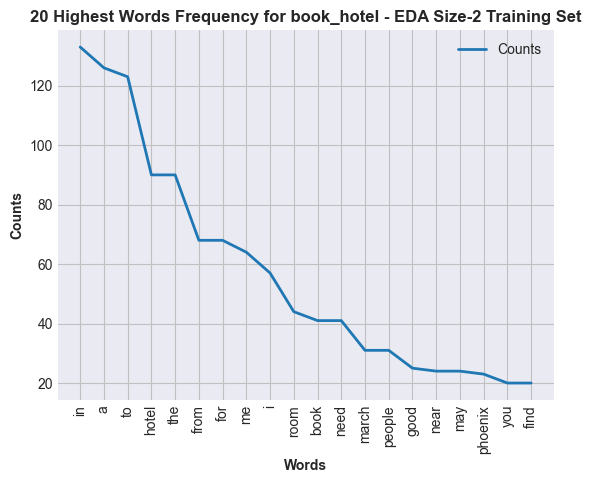 20 Highest Words Frequency for book_hotel - EDA Size-2 Training Set
Counts
120
100
80
60
40
20
Counts
in
a
to
hotel
the
from
for
me
i
room
book
need
march
people
good
near
may
phoenix
you
find
Words